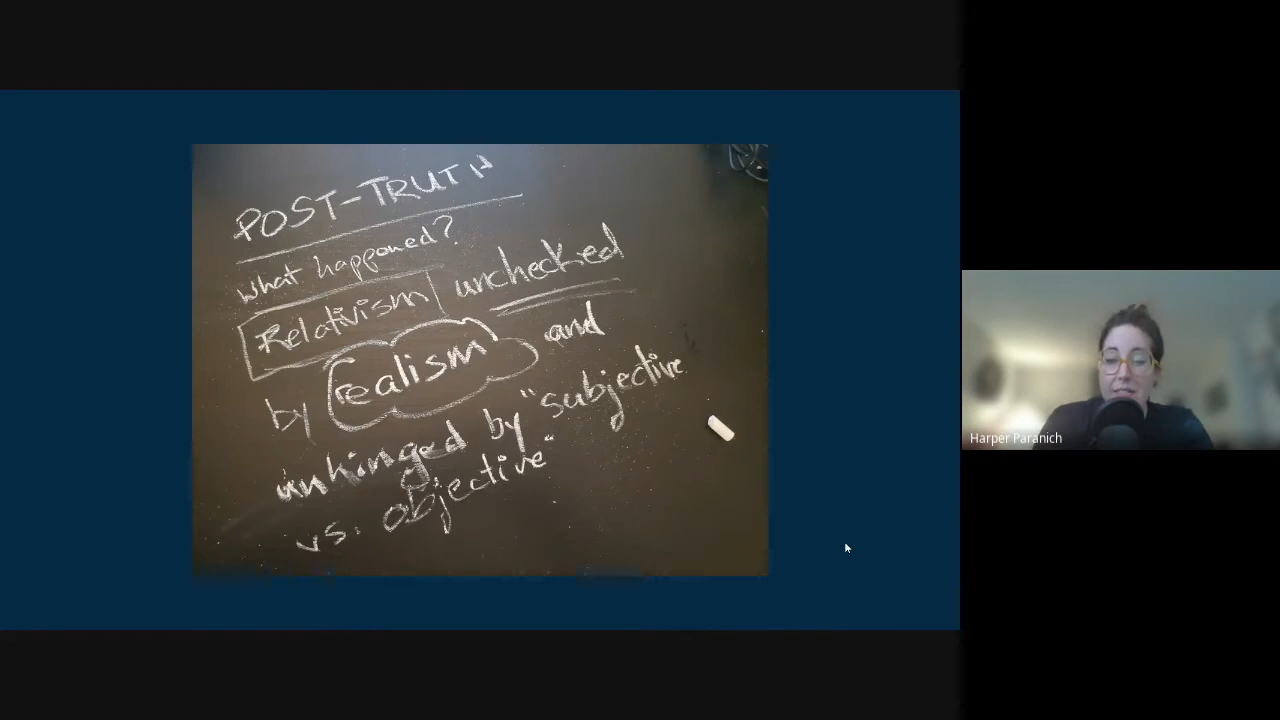 POST-TRUTH
what happened?
Relativism unchecked
by realism and
unhinged by "subjective
vs. objective"
Harper Paranich